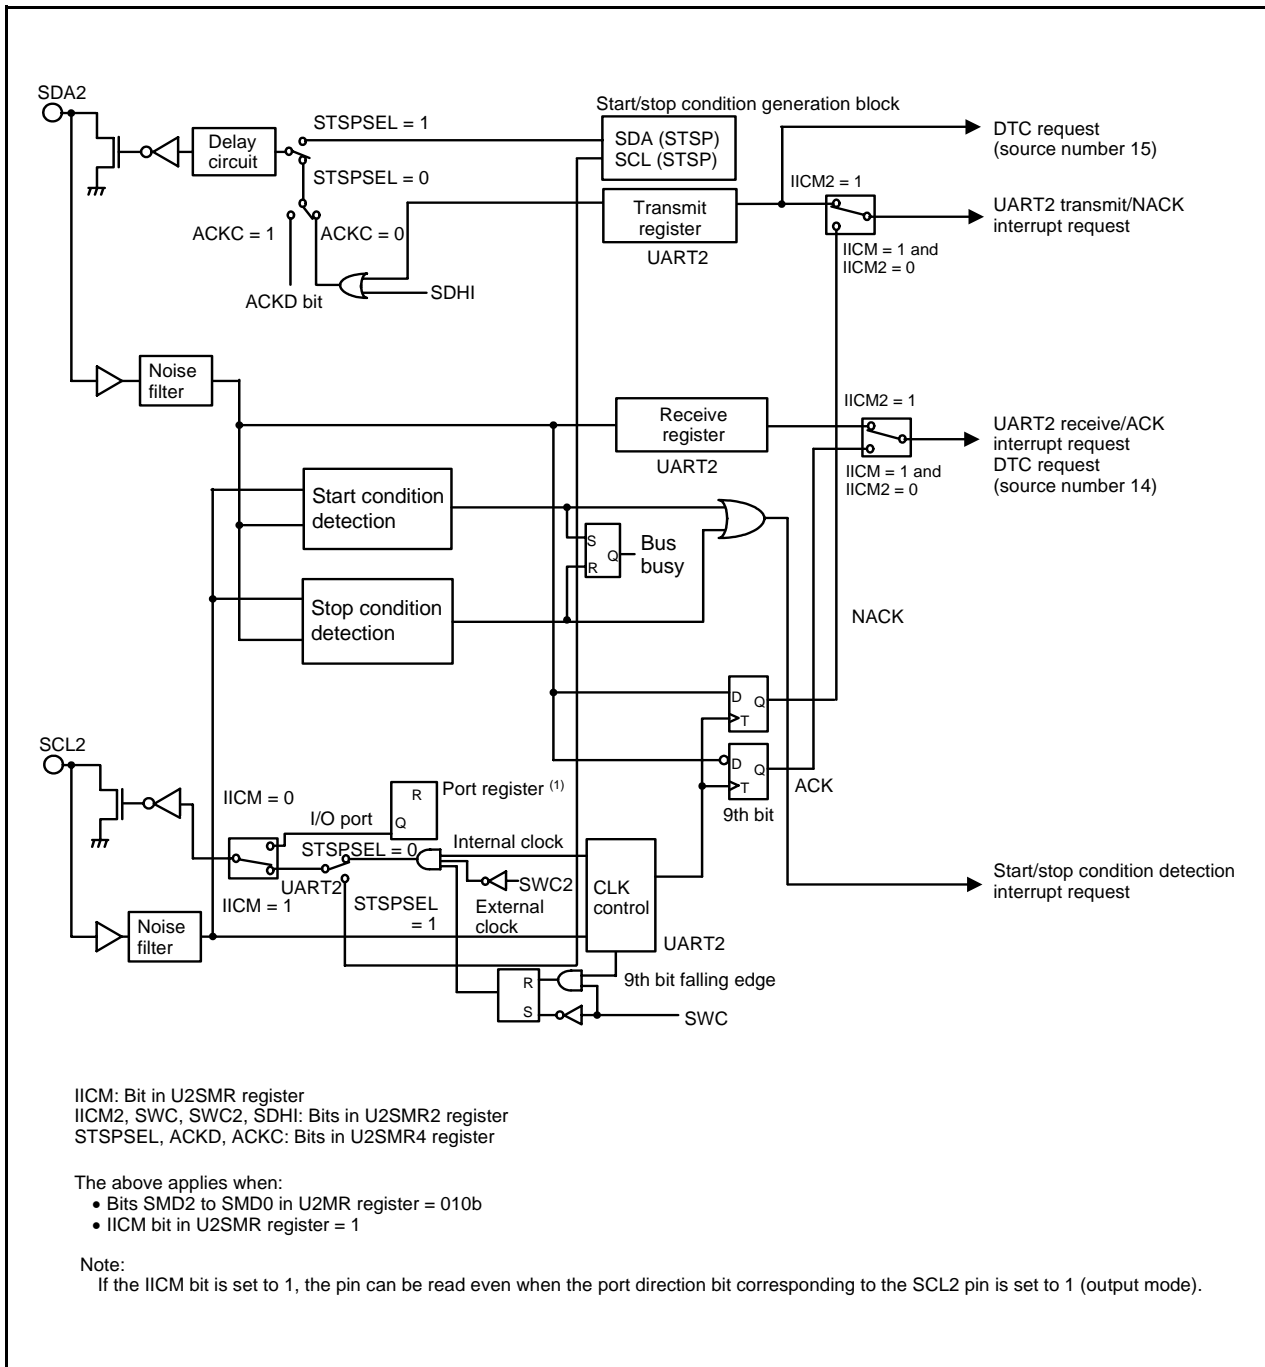 SDA2
Start/stop condition generation block
STSPSEL = 1
Delay
circuit
SDA (STSP)
SCL (STSP)
DTC request
(source number 15)
STSPSEL = 0
IICM2 = 1
ACKC = 1
ACKC = 0
Transmit
register
UART2
UART2 transmit/NACK
interrupt request
IICM = 1 and
IICM2 = 0
ACKD bit
SDHI
Noise
filter
IICM2 = 1
Receive
register
UART2
UART2 receive/ACK
interrupt request
DTC request
(source number 14)
IICM = 1 and
IICM2 = 0
Start condition
detection
S
R
Q
Bus
busy
Stop condition
detection
NACK
D
Q
T
SCL2
D
Q
T
ACK
9th bit
IICM = 0
I/O port
R
Q
Port register (1)
STSPSEL = 0
Internal clock
UART2
SWC2
IICM = 1
STSPSEL
= 1
External
clock
CLK
control
UART2
Start/stop condition detection
interrupt request
Noise
filter
R
S
9th bit falling edge
SWC
IICM: Bit in U2SMR register
IICM2, SWC, SWC2, SDHI: Bits in U2SMR2 register
STSPSEL, ACKD, ACKC: Bits in U2SMR4 register
The above applies when:
• Bits SMD2 to SMD0 in U2MR register = 010b
• IICM bit in U2SMR register = 1
Note:
If the IICM bit is set to 1, the pin can be read even when the port direction bit corresponding to the SCL2 pin is set to 1 (output mode).